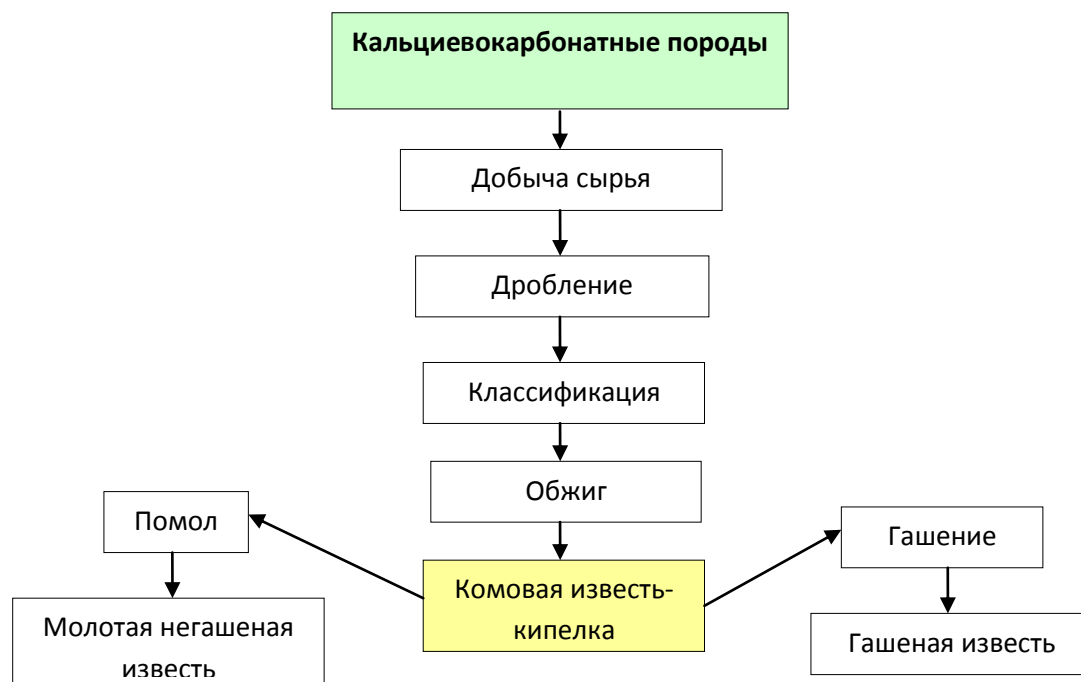 Кальциевокарбонатные породы
Добыча сырья
Дробление
Классификация
Обжиг
Помол
Гашение
Комовая известь-
кипелка
Молотая негашеная
известь
Гашеная известь